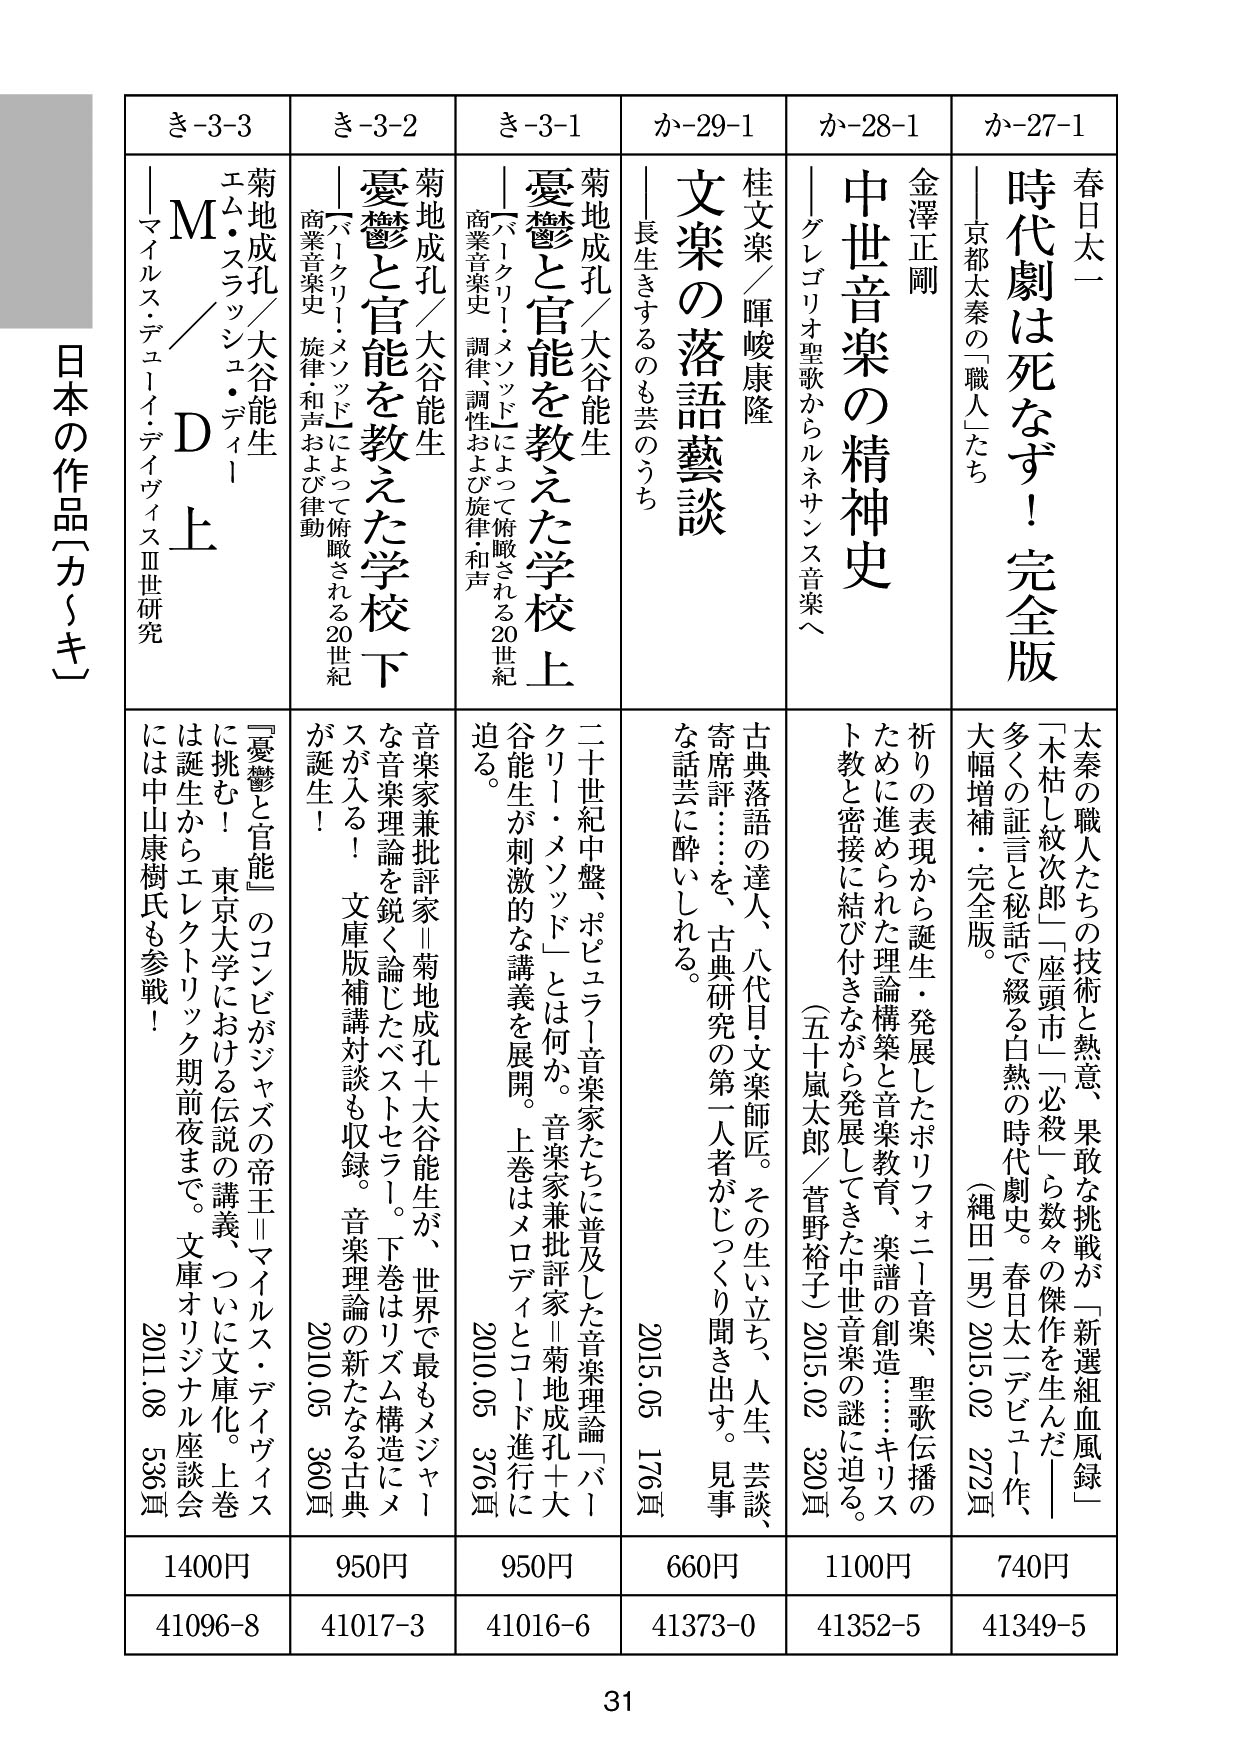 か-27-1
春日太一
時代劇は死なず！ 完全版
――京都太秦の「職人」たち
太秦の職人たちの技術と熱意、果敢な挑戦が「新選組血風録」
「木枯し紋次郎」「座頭市」「必殺」ら数々の傑作を生んだ――
多くの証言と秘話で綴る白熱の時代劇史。春日太一デビュー作、
大幅増補・完全版。 （縄田一男） 2015.02 272頁
740円
41349-5
か-28-1
金澤正剛
中世音楽の精神史
――グレゴリオ聖歌からルネサンス音楽へ
祈りの表現から誕生・発展したポリフォニー音楽、聖歌伝播の
ために進められた理論構築と音楽教育、楽譜の創造……キリス
ト教と密接に結び付きながら発展してきた中世音楽の謎に迫る。
（五十嵐太郎／菅野裕子） 2015.02 320頁
1100円
41352-5
か-29-1
桂文楽／暉峻康隆
文楽の落語藝談
――長生きするのも芸のうち
古典落語の達人、八代目・文楽師匠。その生い立ち、人生、芸談、
寄席評……を、古典研究の第一人者がじっくり聞き出す。見事
な話芸に酔いしれる。
2015.05 176頁
660円
41373-0
き-3-1
菊地成孔／大谷能生
憂鬱と官能を教えた学校 上
――【バークリー・メソッド】によって俯瞰される20世紀
商業音楽史 調律、調性および旋律・和声
二十世紀中盤、ポピュラー音楽家たちに普及した音楽理論「バー
クリー・メソッド」とは何か。音楽家兼批評家＝菊地成孔＋大
谷能生が刺激的な講義を展開。上巻はメロディとコード進行に
迫る。 2010.05 376頁
950円
41016-6
き-3-2
菊地成孔／大谷能生
憂鬱と官能を教えた学校 下
――【バークリー・メソッド】によって俯瞰される20世紀
商業音楽史 旋律・和声および律動
音楽家兼批評家＝菊地成孔＋大谷能生が、世界で最もメジャー
な音楽理論を鋭く論じたベストセラー。下巻はリズム構造にメ
スが入る！ 文庫版補講対談も収録。音楽理論の新たなる古典
が誕生！ 2010.05 360頁
950円
41017-3
き-3-3
菊地成孔／大谷能生
エム・スラッシュ・ディー
M／D 上
――マイルス・デューイ・デイヴィスⅢ世研究
『憂鬱と官能』のコンビがジャズの帝王＝マイルス・デイヴィス
に挑む！ 東京大学における伝説の講義、ついに文庫化。上巻
は誕生からエレクトリック期前夜まで。文庫オリジナル座談会
には中山康樹氏も参戦！ 2011.08 536頁
1400円
41096-8
日本の作品〔カ〜キ〕
31